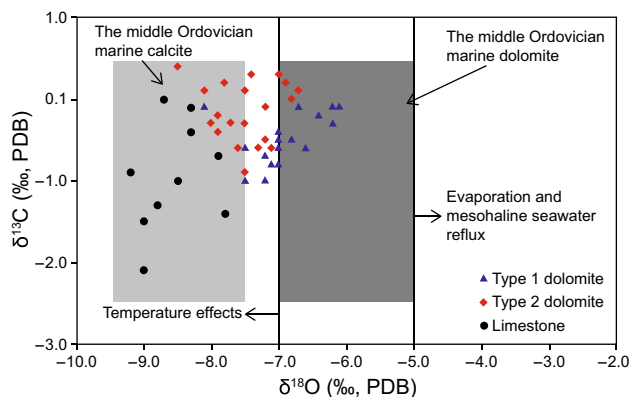 1.0
0.1
-1.0
-2.0
-3.0
δ¹³C (‰, PDB)
The middle Ordovician
marine calcite
The middle Ordovician
marine dolomite
Evaporation and
mesohaline seawater
reflux
Type 1 dolomite
Type 2 dolomite
Limestone
Temperature effects
-10.0 -9.0 -8.0 -7.0 -6.0 -5.0 -4.0 -3.0 -2.0
δ¹⁸O (‰, PDB)